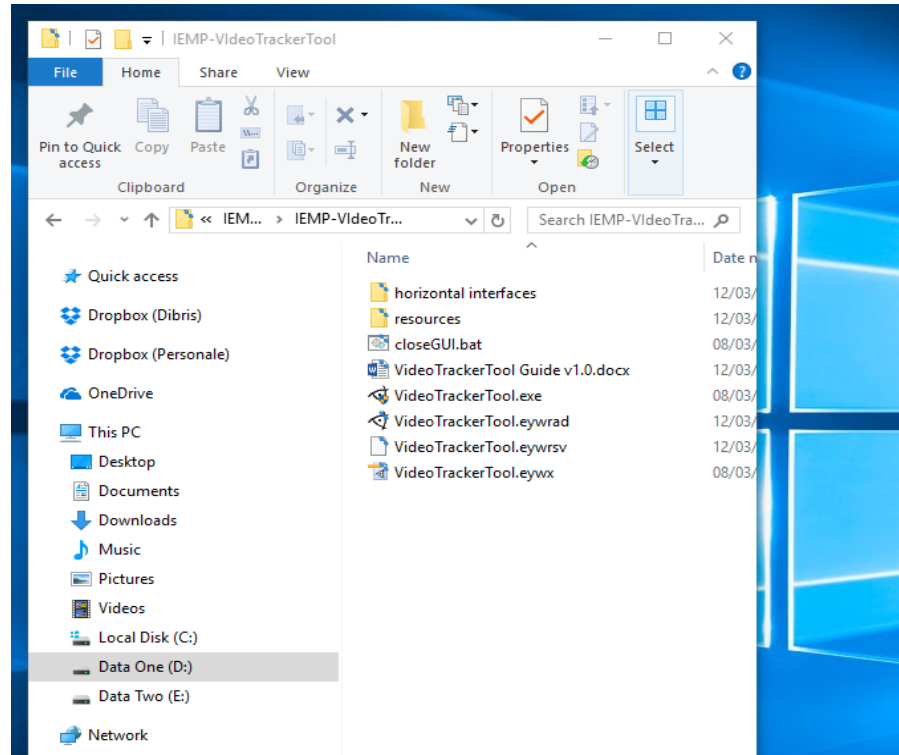 IEMP-VIdeoTrackerTool
File Home Share View
Pin to Quick access
Copy
Paste
New folder
Properties
Select
Clipboard Organize New Open
« IEM... › IEMP-VIdeoTr...
Search IEMP-VIdeoTra...
Name Date
Quick access
Dropbox (Dibris)
Dropbox (Personale)
OneDrive
This PC
Desktop
Documents
Downloads
Music
Pictures
Videos
Local Disk (C:)
Data One (D:)
Data Two (E:)
Network
horizontal interfaces 12/03/
resources 12/03/
closeGUI.bat 08/03/
VideoTrackerTool Guide v1.0.docx 12/03/
VideoTrackerTool.exe 08/03/
VideoTrackerTool.eywrad 12/03/
VideoTrackerTool.eywrsv 12/03/
VideoTrackerTool.eywx 08/03/